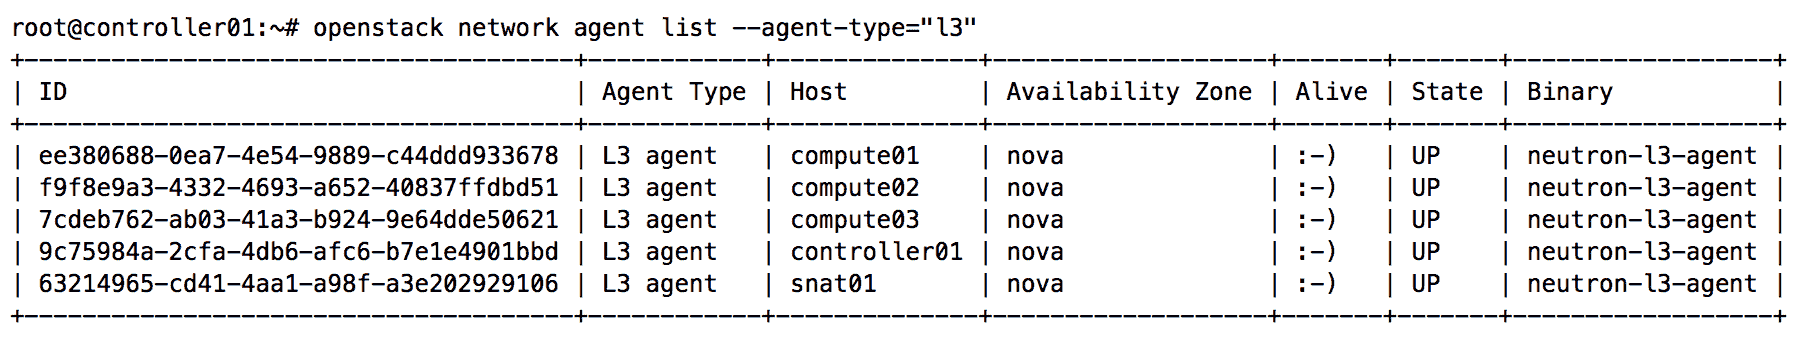 root@controller01:~# openstack network agent list --agent-type="l3"
+--------------------------------------+------------+--------------+-------------------+-------+-------+------------------+
| ID                                   | Agent Type | Host         | Availability Zone | Alive | State | Binary           |
+--------------------------------------+------------+--------------+-------------------+-------+-------+------------------+
| ee380688-0ea7-4e54-9889-c44ddd933678 | L3 agent   | compute01    | nova              | :-)   | UP    | neutron-l3-agent |
| f9f8e9a3-4332-4693-a652-40837ffdbd51 | L3 agent   | compute02    | nova              | :-)   | UP    | neutron-l3-agent |
| 7cdeb762-ab03-41a3-b924-9e64dde50621 | L3 agent   | compute03    | nova              | :-)   | UP    | neutron-l3-agent |
| 9c75984a-2cfa-4db6-afc6-b7e1e4901bbd | L3 agent   | controller01 | nova              | :-)   | UP    | neutron-l3-agent |
| 63214965-cd41-4aa1-a98f-a3e202929106 | L3 agent   | snat01       | nova              | :-)   | UP    | neutron-l3-agent |
+--------------------------------------+------------+--------------+-------------------+-------+-------+------------------+